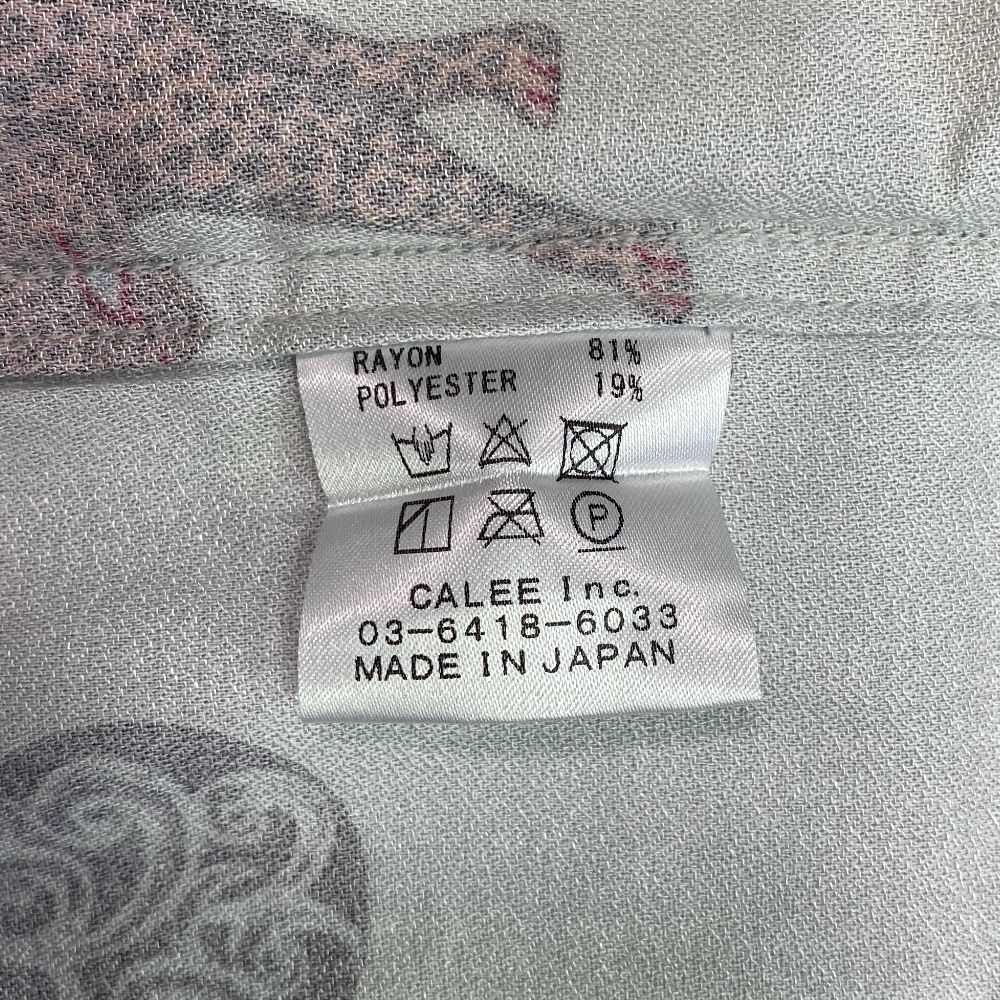 RAYON 81%
POLYESTER 19%
P
CALEE Inc.
03-6418-6033
MADE IN JAPAN